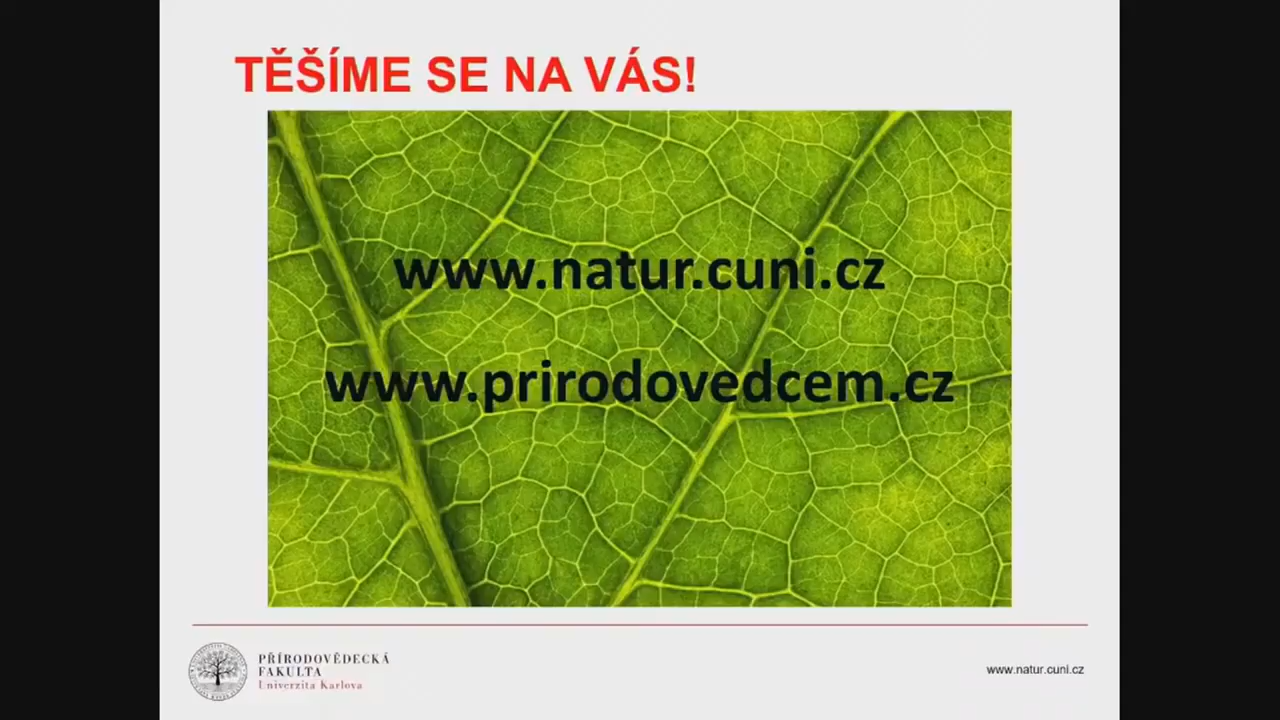 TĚŠÍME SE NA VÁS!
www.natur.cuni.cz
www.prirodovedcem.cz
PŘÍRODOVĚDECKÁ
FAKULTA
Univerzita Karlova
www.natur.cuni.cz